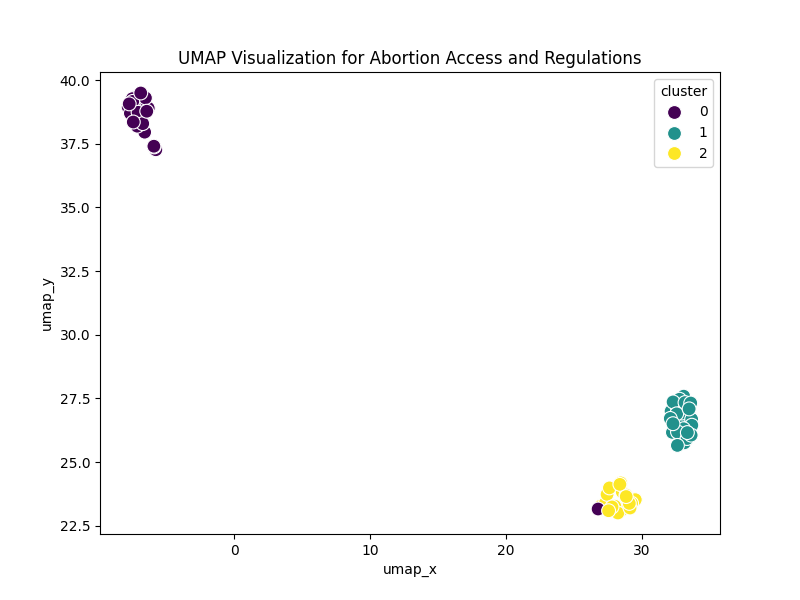 UMAP Visualization for Abortion Access and Regulations
cluster
0
1
2
40.0
37.5
35.0
32.5
30.0
27.5
25.0
22.5
umap_y
0 10 20 30
umap_x